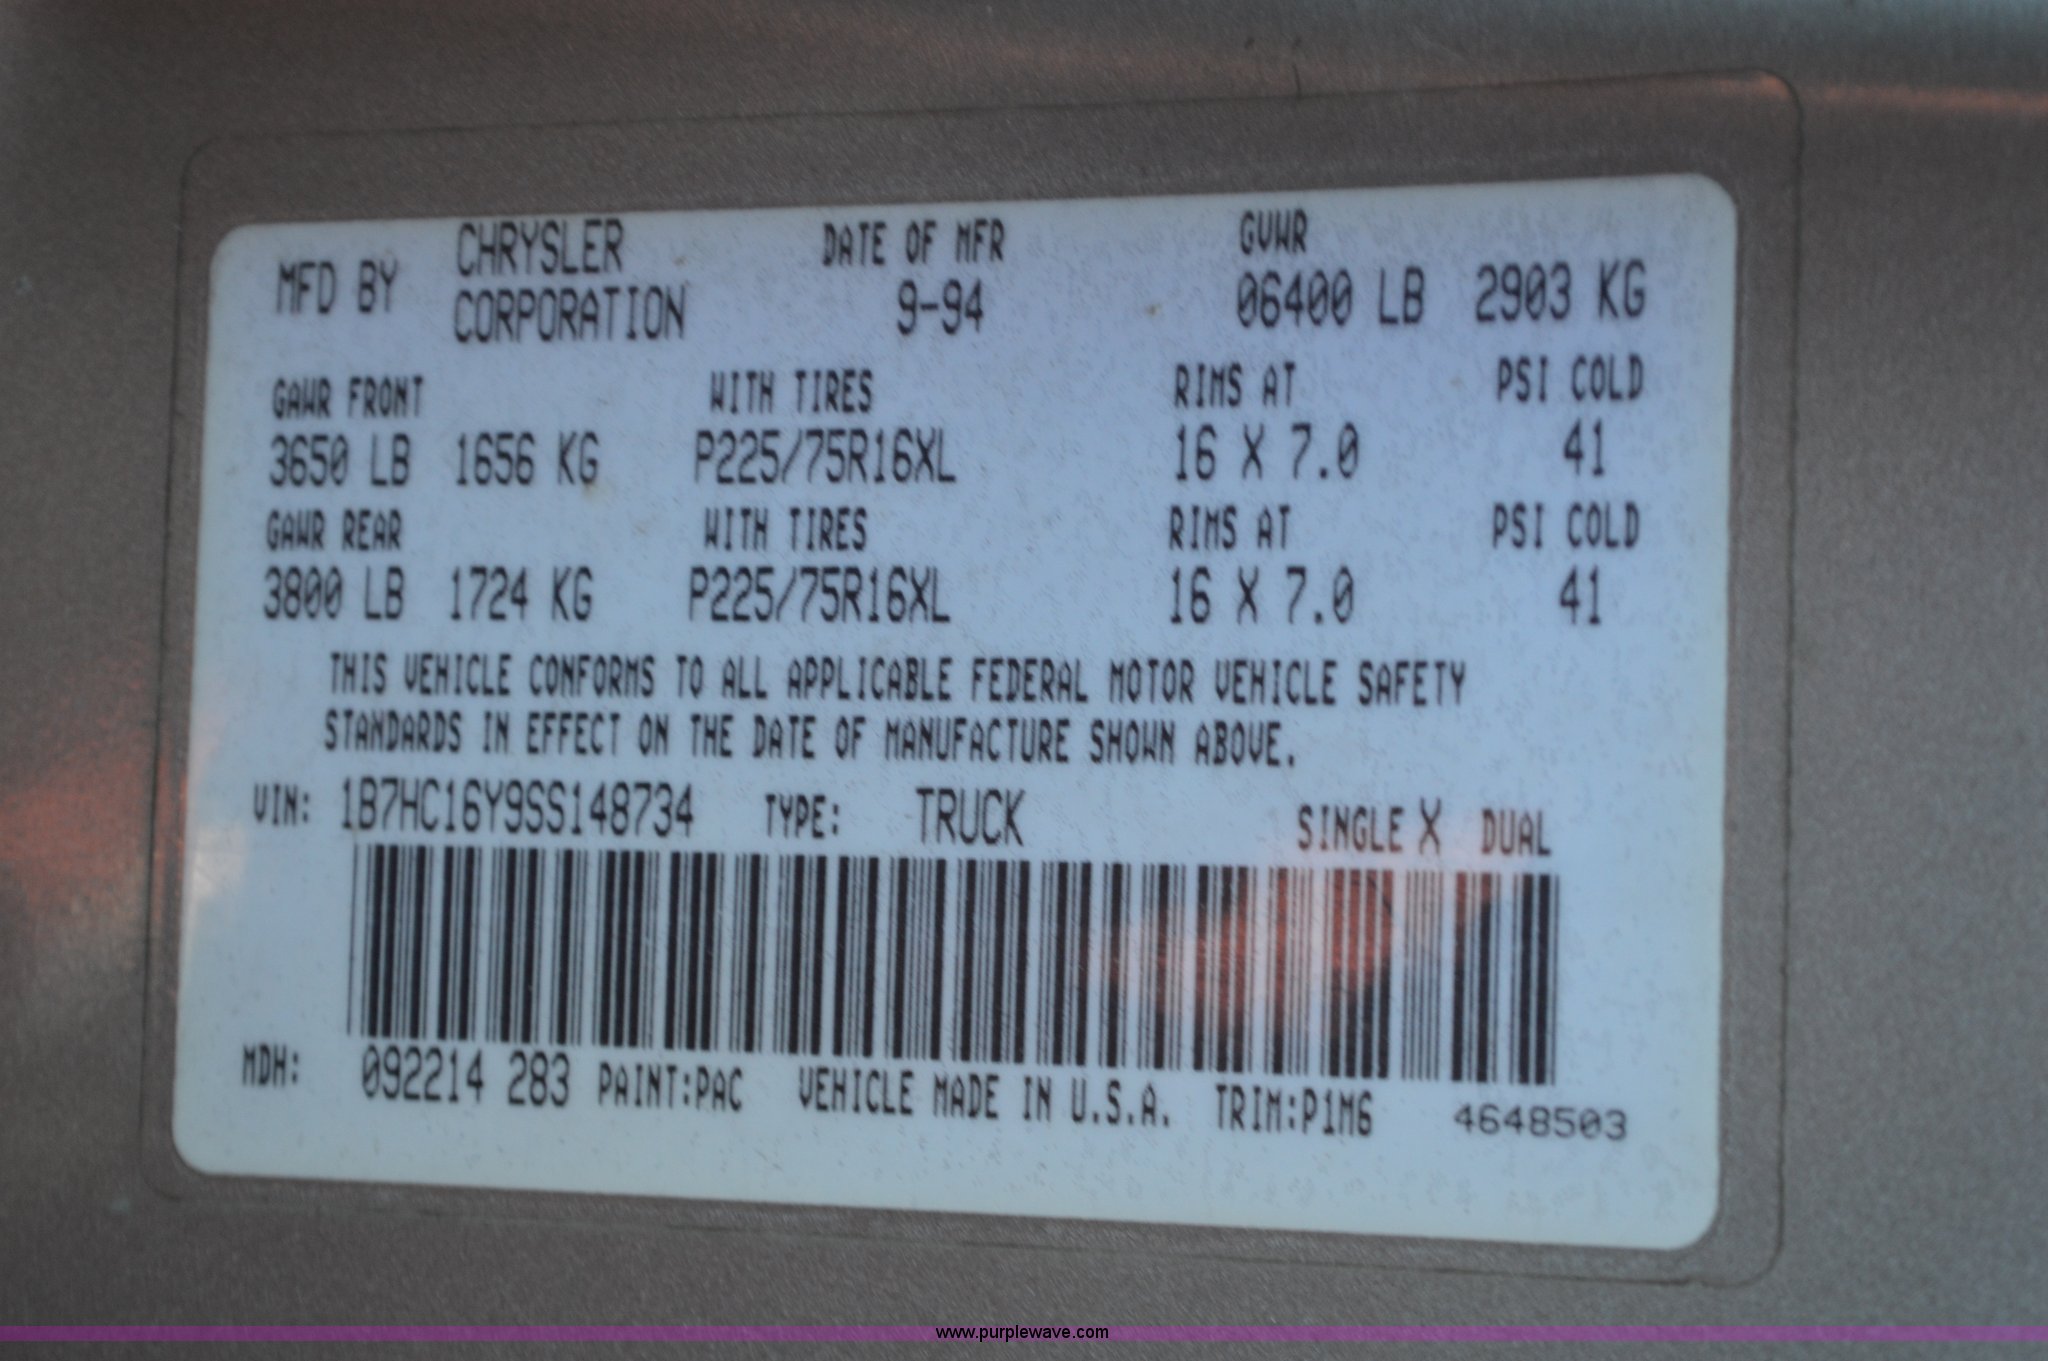 MFD BY CHRYSLER CORPORATION DATE OF MFR 9-94 GVWR 06400 LB 2903 KG
GAWR FRONT WITH TIRES RIMS AT PSI COLD
3650 LB 1656 KG P225/75R16XL 16 X 7.0 41
GAWR REAR WITH TIRES RIMS AT PSI COLD
3800 LB 1724 KG P225/75R16XL 16 X 7.0 41
THIS VEHICLE CONFORMS TO ALL APPLICABLE FEDERAL MOTOR VEHICLE SAFETY
STANDARDS IN EFFECT ON THE DATE OF MANUFACTURE SHOWN ABOVE.
VIN: 1B7HC16Y9SS148734 TYPE: TRUCK SINGLE X DUAL
MDH: 092214 283 PAINT:PAC VEHICLE MADE IN U.S.A. TRIM:P1M6 4648503
www.purplewave.com